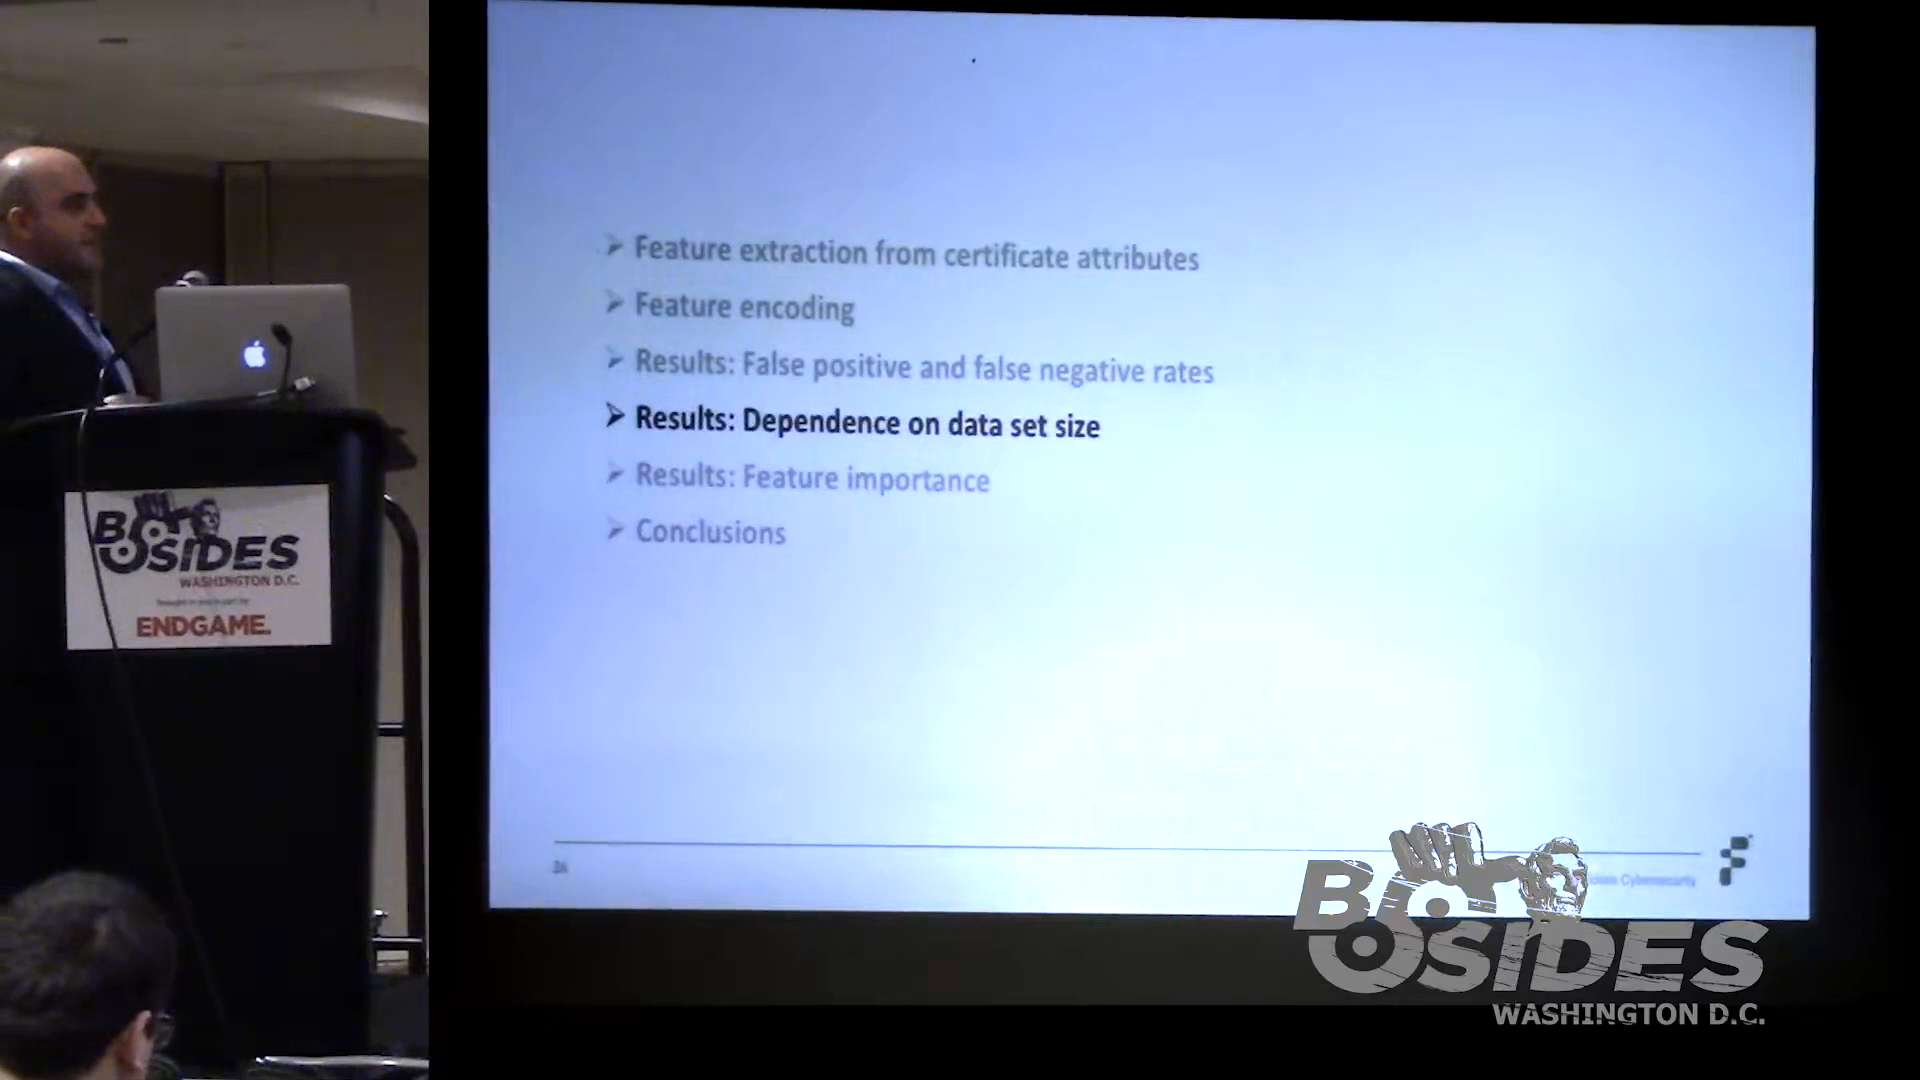 ➢ Feature extraction from certificate attributes
➢ Feature encoding
➢ Results: False positive and false negative rates
➢ Results: Dependence on data set size
➢ Results: Feature importance
➢ Conclusions
Cybersecurity
BSIDES
WASHINGTON D.C.
ENDGAME.
BSIDES
WASHINGTON D.C.